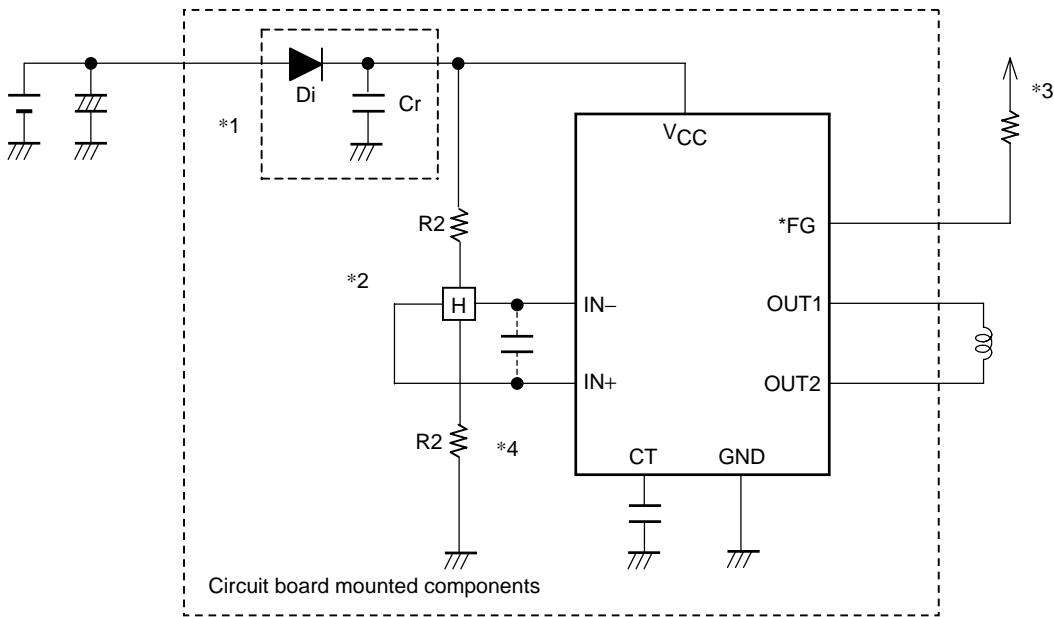 Di
Cr
*1
*3
VCC
R2
*FG
*2
H
IN−
OUT1
IN+
OUT2
R2
*4
CT
GND
Circuit board mounted components